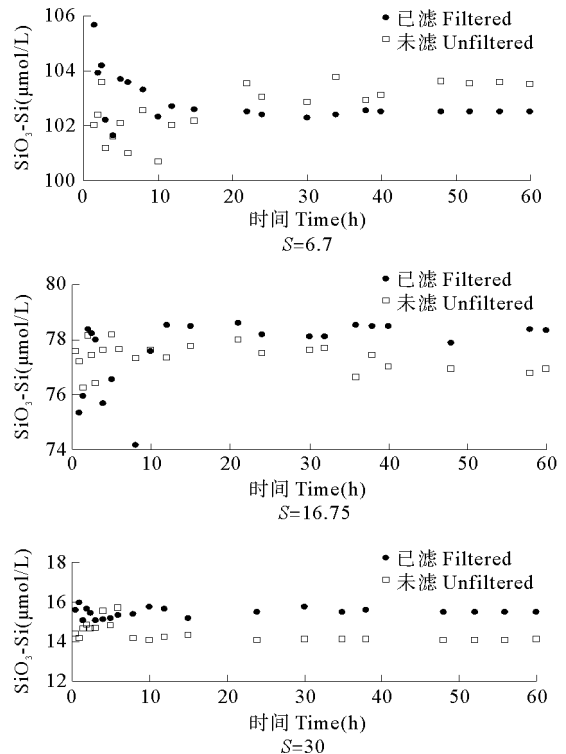 106
104
102
100
SiO₃-Si(μmol/L)
● 已滤 Filtered
□ 未滤 Unfiltered
0 10 20 30 40 50 60
时间 Time(h)
S=6.7
80
78
76
74
SiO₃-Si(μmol/L)
● 已滤 Filtered
□ 未滤 Unfiltered
0 10 20 30 40 50 60
时间 Time(h)
S=16.75
18
16
14
12
SiO₃-Si(μmol/L)
● 已滤 Filtered
□ 未滤 Unfiltered
0 10 20 30 40 50 60
时间 Time(h)
S=30